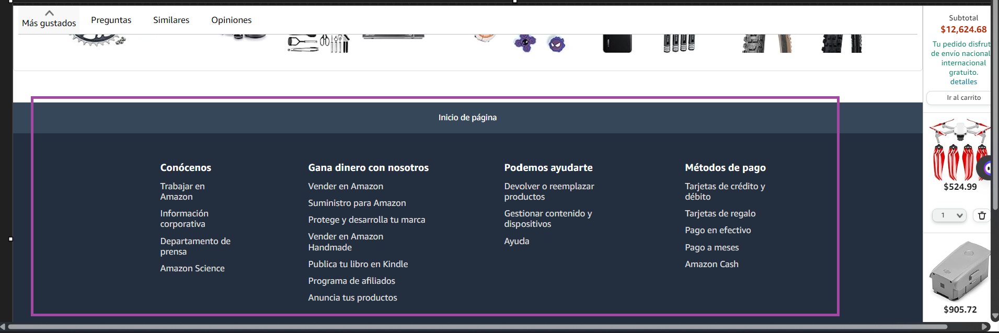 Más gustados
Preguntas
Similares
Opiniones
Subtotal
$12,624.68
Tu pedido disfrut
de envío nacional
internacional
gratuito.
detalles
Ir al carrito
$524.99
1
$905.72
Inicio de página
Conócenos
Trabajar en
Amazon
Información
corporativa
Departamento de
prensa
Amazon Science
Gana dinero con nosotros
Vender en Amazon
Suministro para Amazon
Protege y desarrolla tu marca
Vender en Amazon
Handmade
Publica tu libro en Kindle
Programa de afiliados
Anuncia tus productos
Podemos ayudarte
Devolver o reemplazar
productos
Gestionar contenido y
dispositivos
Ayuda
Métodos de pago
Tarjetas de crédito y
débito
Tarjetas de regalo
Pago en efectivo
Pago a meses
Amazon Cash